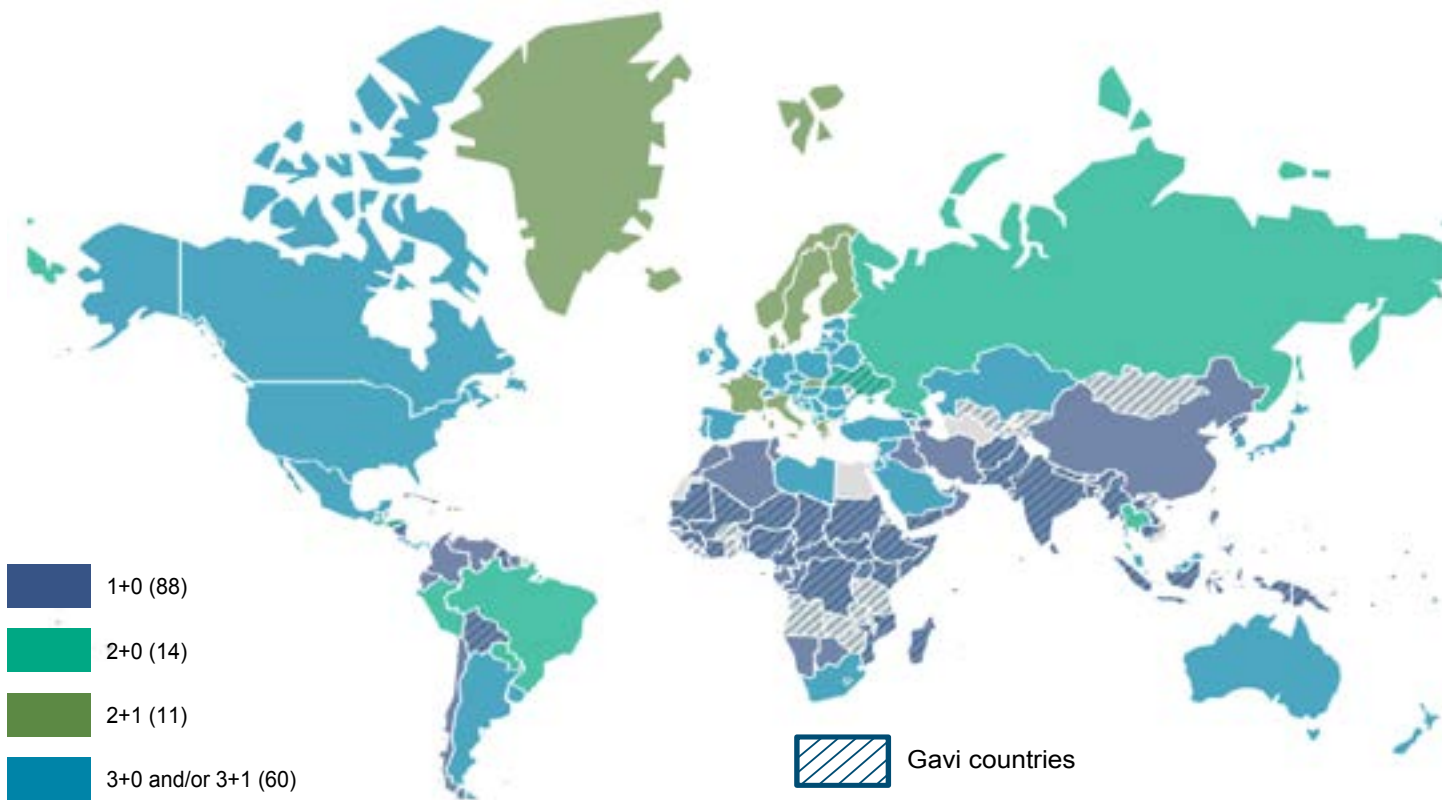 1+0 (88)
2+0 (14)
2+1 (11)
3+0 and/or 3+1 (60)
Gavi countries